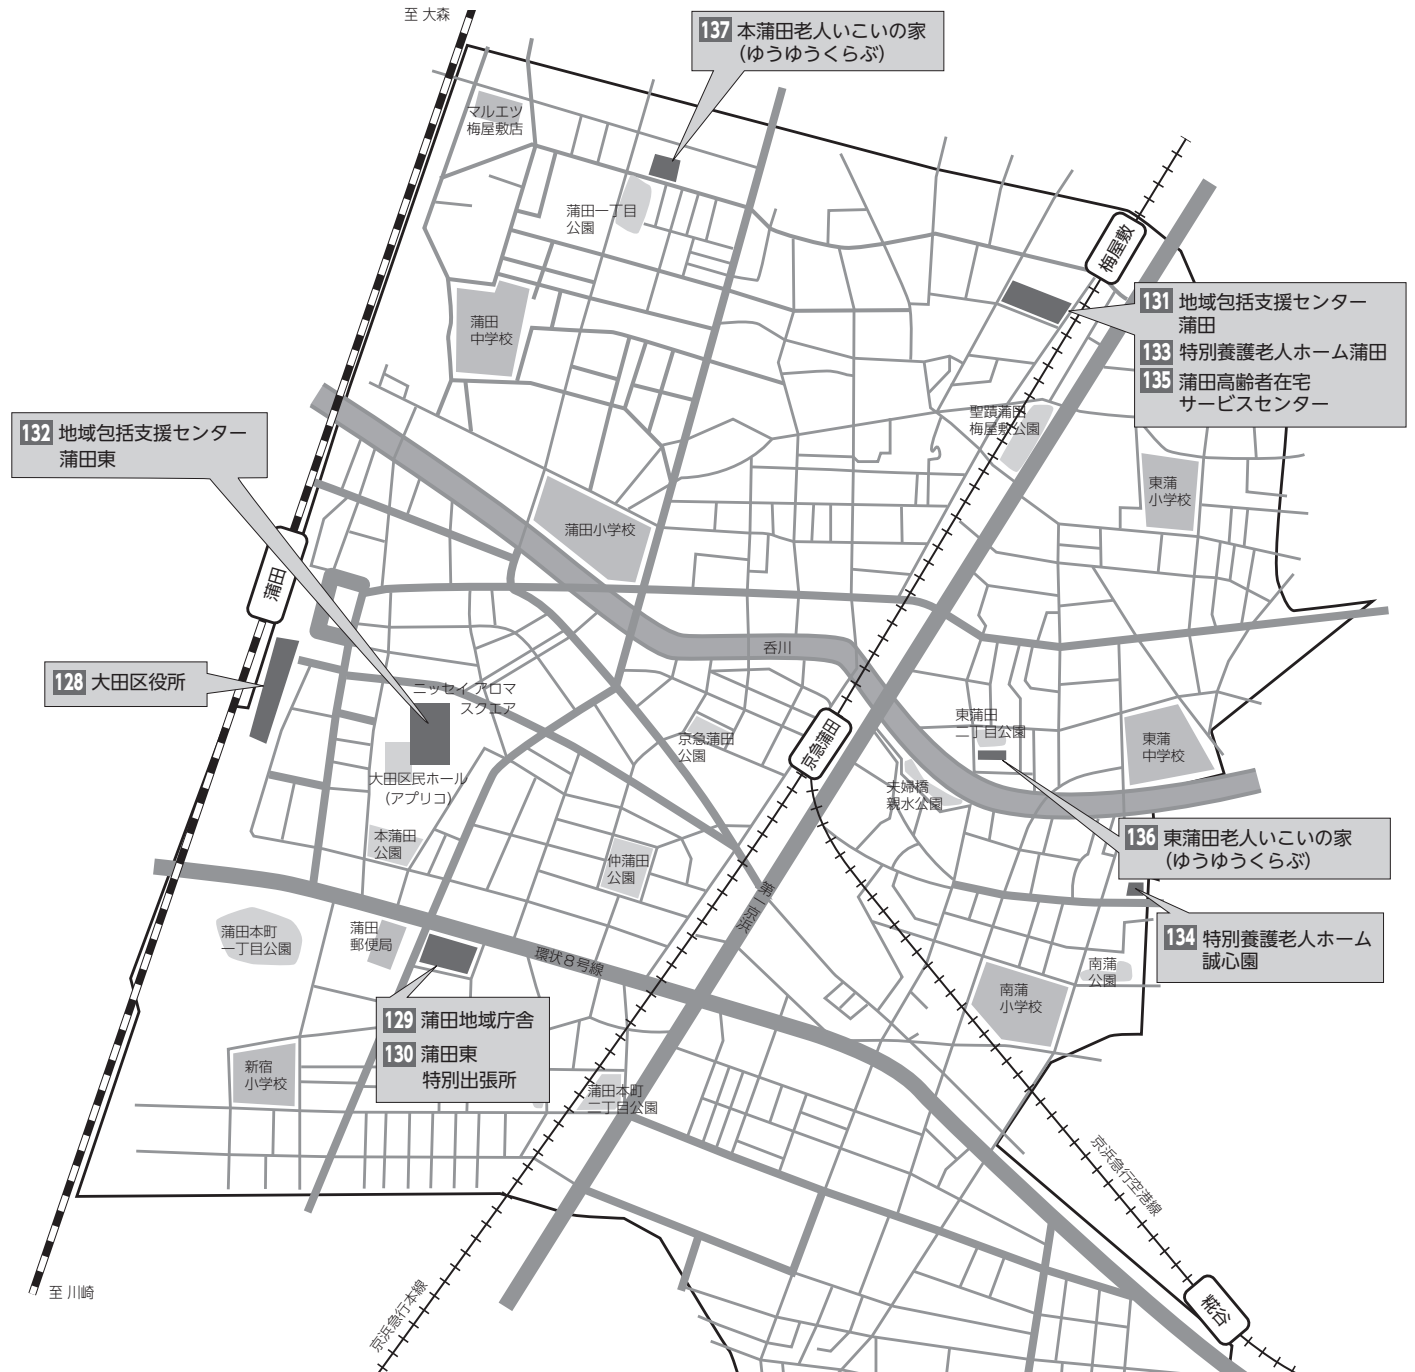 至 大森
137 本蒲田老人いこいの家
（ゆうゆうくらぶ）
マルエツ
梅屋敷店
蒲田一丁目
公園
梅屋敷
蒲田
中学校
131 地域包括支援センター
蒲田
133 特別養護老人ホーム蒲田
135 蒲田高齢者在宅
サービスセンター
聖蹟蒲田
梅屋敷公園
132 地域包括支援センター
蒲田東
東蒲
小学校
蒲田小学校
蒲田
呑川
128 大田区役所
ニッセイ アロマ
スクエア
京急蒲田
公園
京急蒲田
東蒲田
二丁目公園
東蒲
中学校
大田区民ホール
（アプリコ）
夫婦橋
親水公園
本蒲田
公園
仲蒲田
公園
136 東蒲田老人いこいの家
（ゆうゆうくらぶ）
第一京浜
蒲田本町
一丁目公園
蒲田
郵便局
環状８号線
134 特別養護老人ホーム
誠心園
南蒲
公園
南蒲
小学校
129 蒲田地域庁舎
130 蒲田東
特別出張所
新宿
小学校
蒲田本町
二丁目公園
京浜急行空港線
至 川崎
京浜急行本線
糀谷